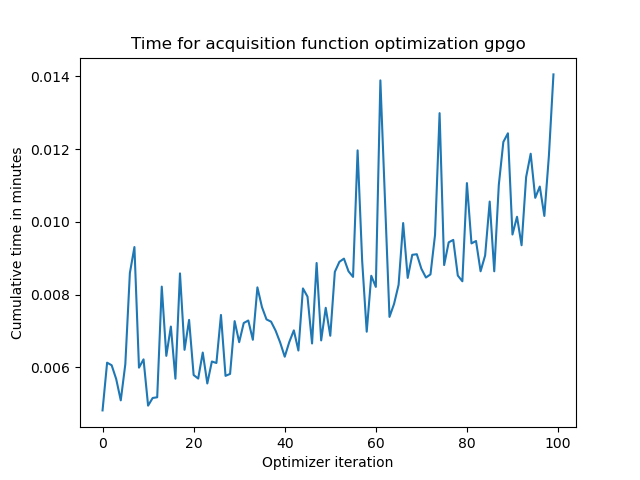 Time for acquisition function optimization gpgo
0.014
0.012
0.010
0.008
0.006
Cumulative time in minutes
0 20 40 60 80 100
Optimizer iteration